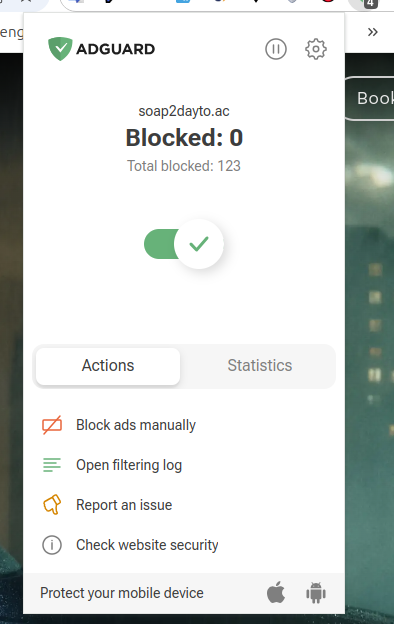 4
eng
»
ADGUARD
Book
soap2dayto.ac
Blocked: 0
Total blocked: 123
Actions
Statistics
Block ads manually
Open filtering log
Report an issue
Check website security
Protect your mobile device